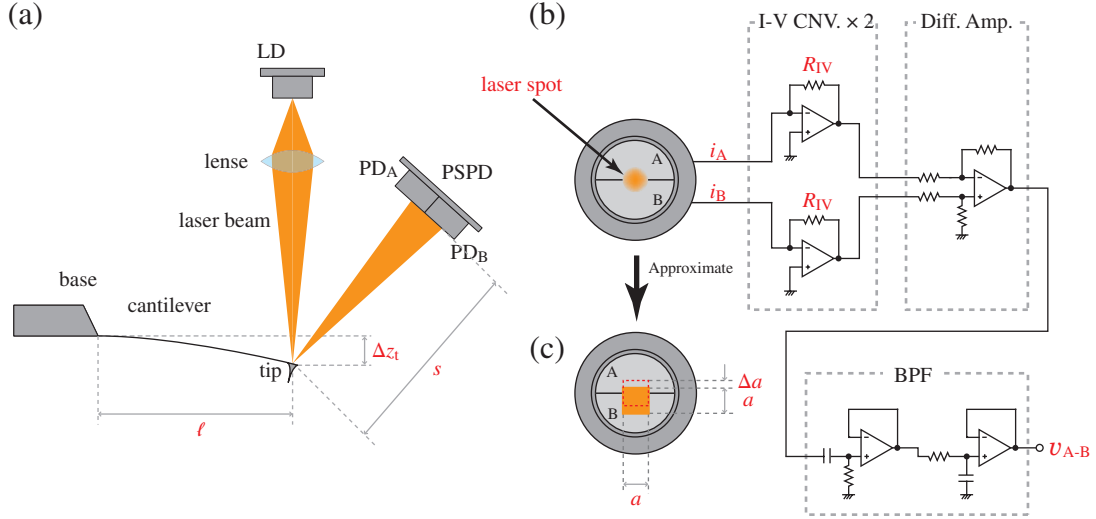 (a)
LD
lense
laser beam
PD_A
PSPD
PD_B
base
cantilever
Δz_t
tip
s
ℓ
(b)
I-V CNV. × 2
Diff. Amp.
laser spot
R_IV
A
B
i_A
i_B
R_IV
Approximate
(c)
A
B
Δa
a
a
BPF
v_A-B